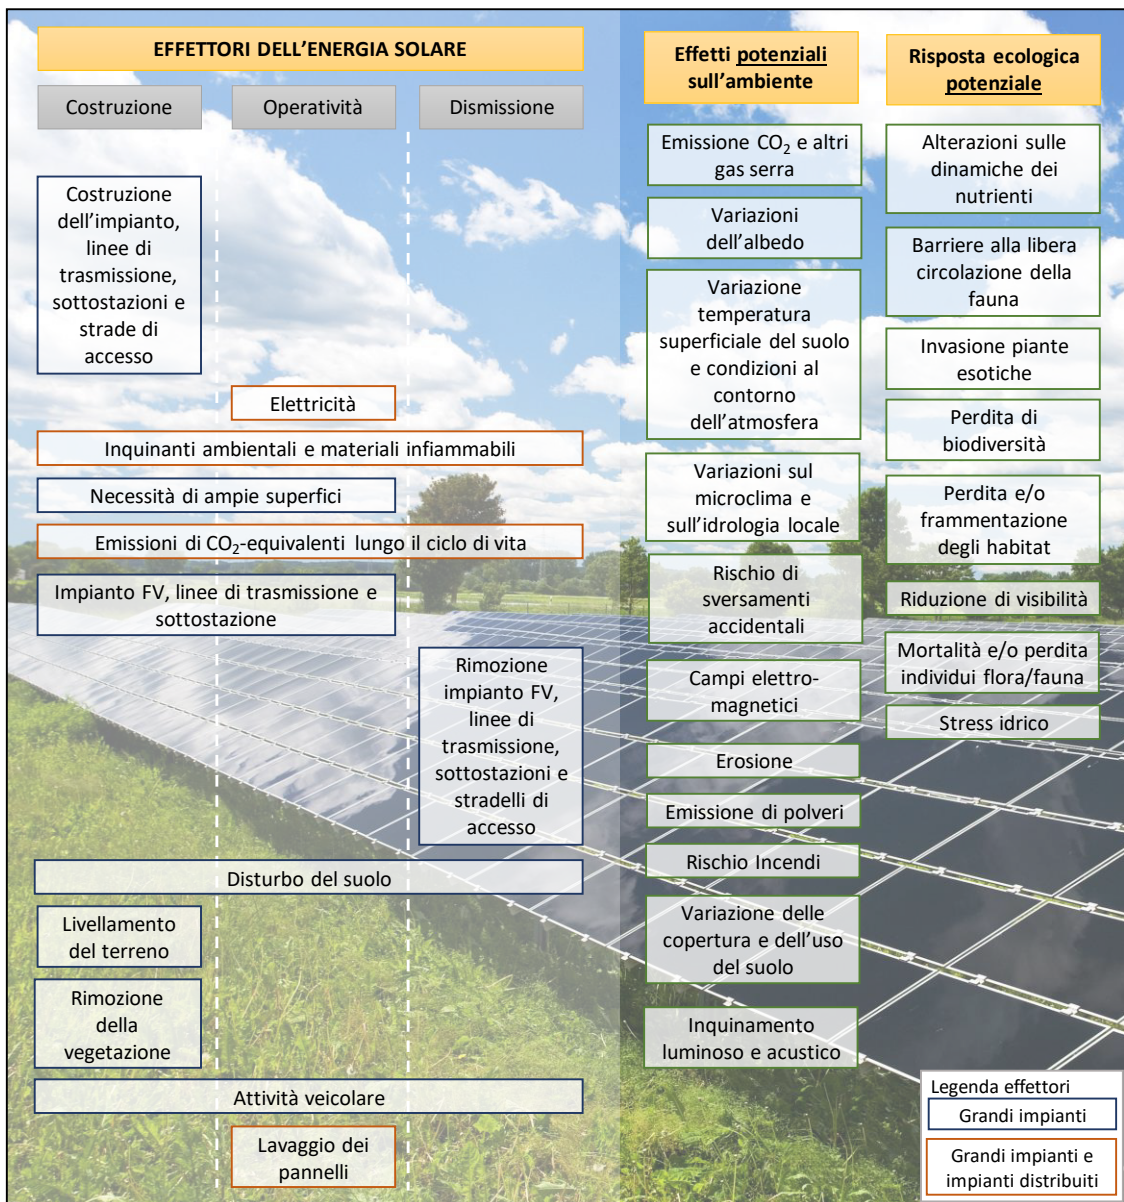 EFFETTORI DELL'ENERGIA SOLARE
Costruzione
Operatività
Dismissione
Costruzione
dell'impianto,
linee di
trasmissione,
sottostazioni e
strade di
accesso
Elettricità
Inquinanti ambientali e materiali infiammabili
Necessità di ampie superfici
Emissioni di CO₂-equivalenti lungo il ciclo di vita
Impianto FV, linee di trasmissione e
sottostazione
Rimozione
impianto FV,
linee di
trasmissione,
sottostazioni e
stradelli di
accesso
Disturbo del suolo
Livellamento
del terreno
Rimozione
della
vegetazione
Attività veicolare
Lavaggio dei
pannelli
Effetti potenziali
sull'ambiente
Emissione CO₂ e altri
gas serra
Variazioni
dell'albedo
Variazione
temperatura
superficiale del suolo
e condizioni al
contorno
dell'atmosfera
Variazioni sul
microclima e
sull'idrologia locale
Rischio di
sversamenti
accidentali
Campi elettro-
magnetici
Erosione
Emissione di polveri
Rischio Incendi
Variazione delle
copertura e dell'uso
del suolo
Inquinamento
luminoso e acustico
Risposta ecologica
potenziale
Alterazioni sulle
dinamiche dei
nutrienti
Barriere alla libera
circolazione della
fauna
Invasione piante
esotiche
Perdita di
biodiversità
Perdita e/o
frammentazione
degli habitat
Riduzione di visibilità
Mortalità e/o perdita
individui flora/fauna
Stress idrico
Legenda effettori
Grandi impianti
Grandi impianti e
impianti distribuiti